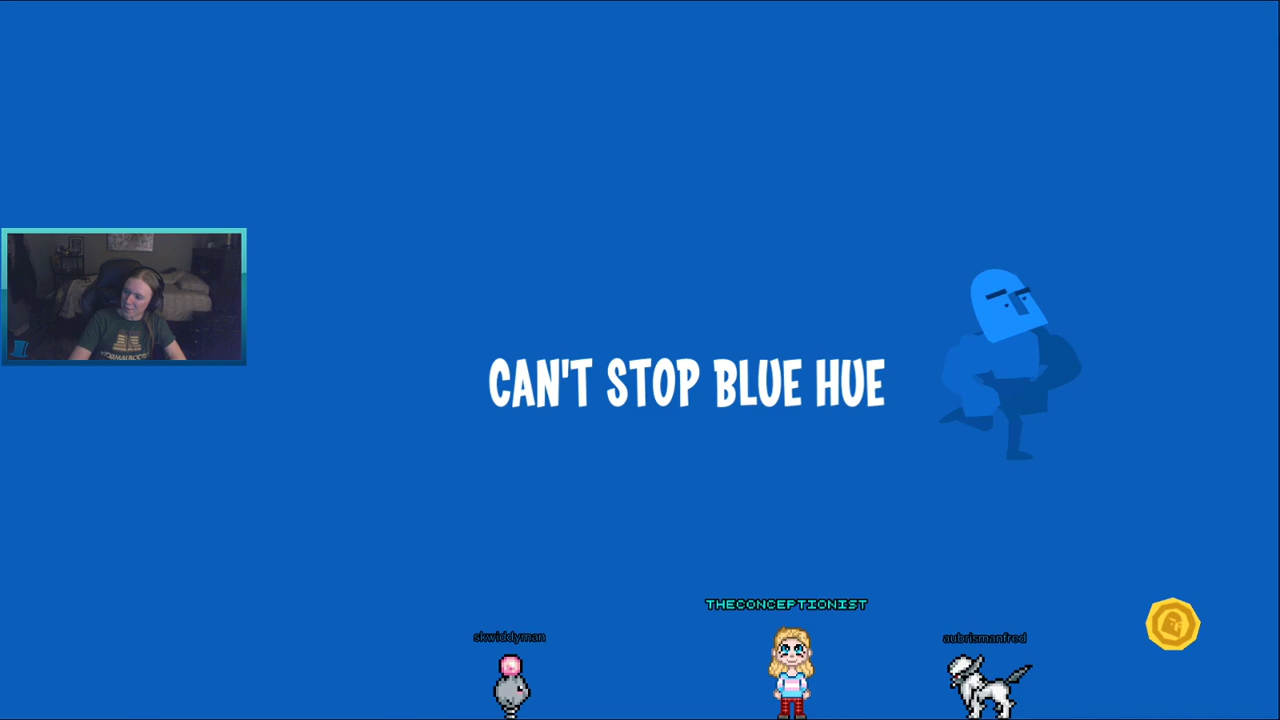 CAN'T STOP BLUE HUE
THECONCEPTIONIST
skwiddyman
aubrismanfred